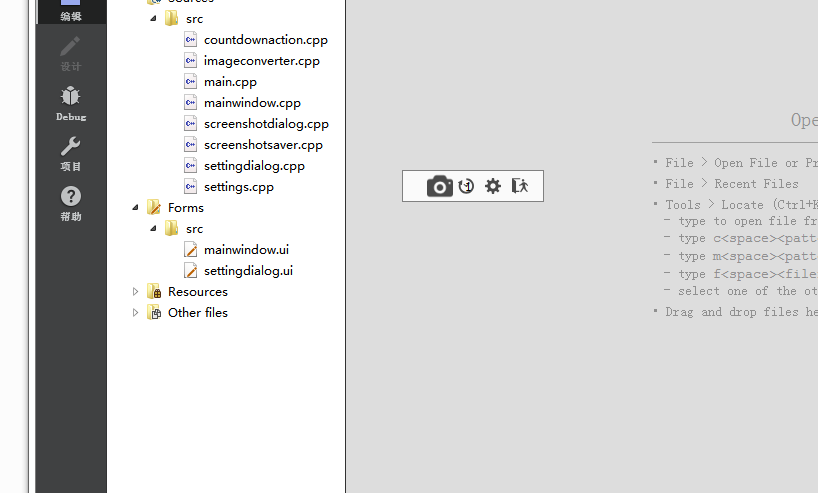 编辑
设计
Debug
项目
帮助
Sources
src
countdownaction.cpp
imageconverter.cpp
main.cpp
mainwindow.cpp
screenshotdialog.cpp
screenshotsaver.cpp
settingdialog.cpp
settings.cpp
Forms
src
mainwindow.ui
settingdialog.ui
Resources
Other files
1
Ope
• File > Open File or Pr
• File > Recent Files
• Tools > Locate (Ctrl+K
- type to open file fr
- type c<space><patt
- type m<space><patt
- type f<space><file
- select one of the ot
• Drag and drop files he